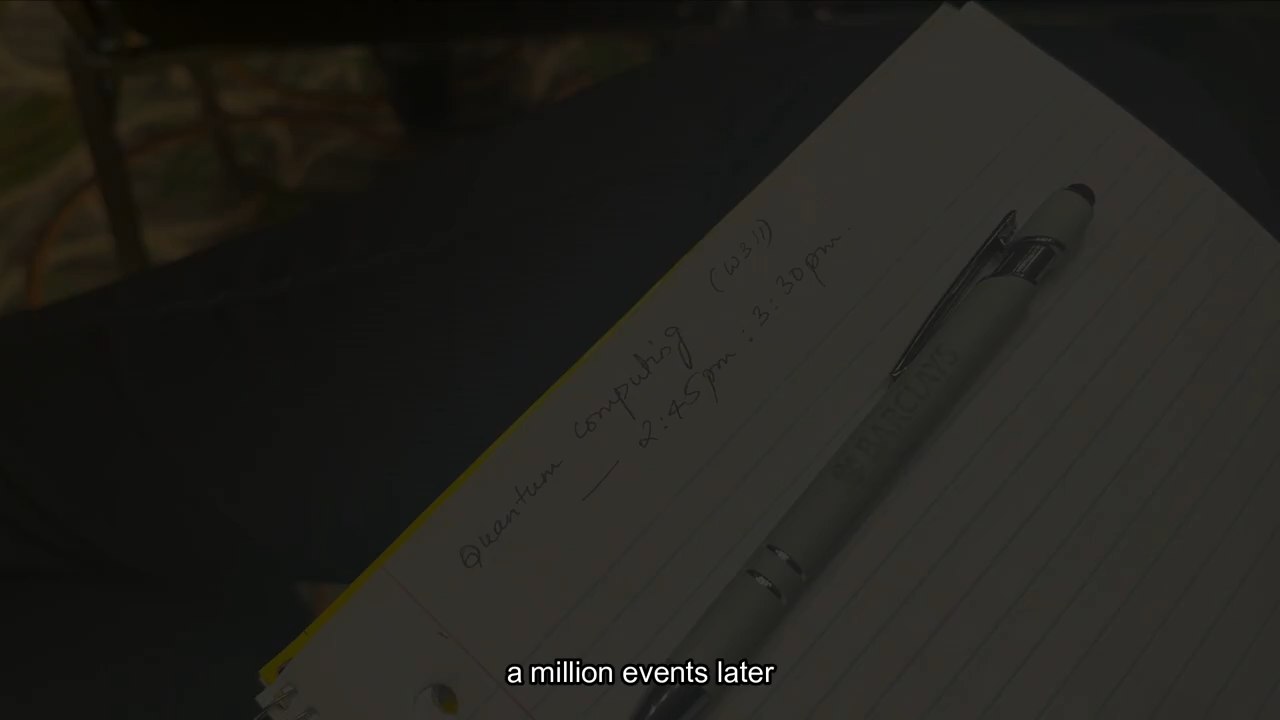 Quantum computing (W311)
— 2:45pm : 3:30pm.
BARCLAYS
a million events later